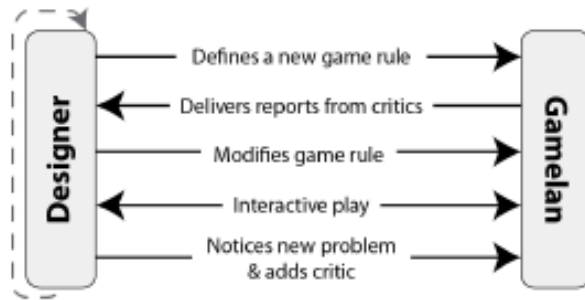 Designer
Defines a new game rule
Delivers reports from critics
Modifies game rule
Interactive play
Notices new problem
& adds critic
Gamelan